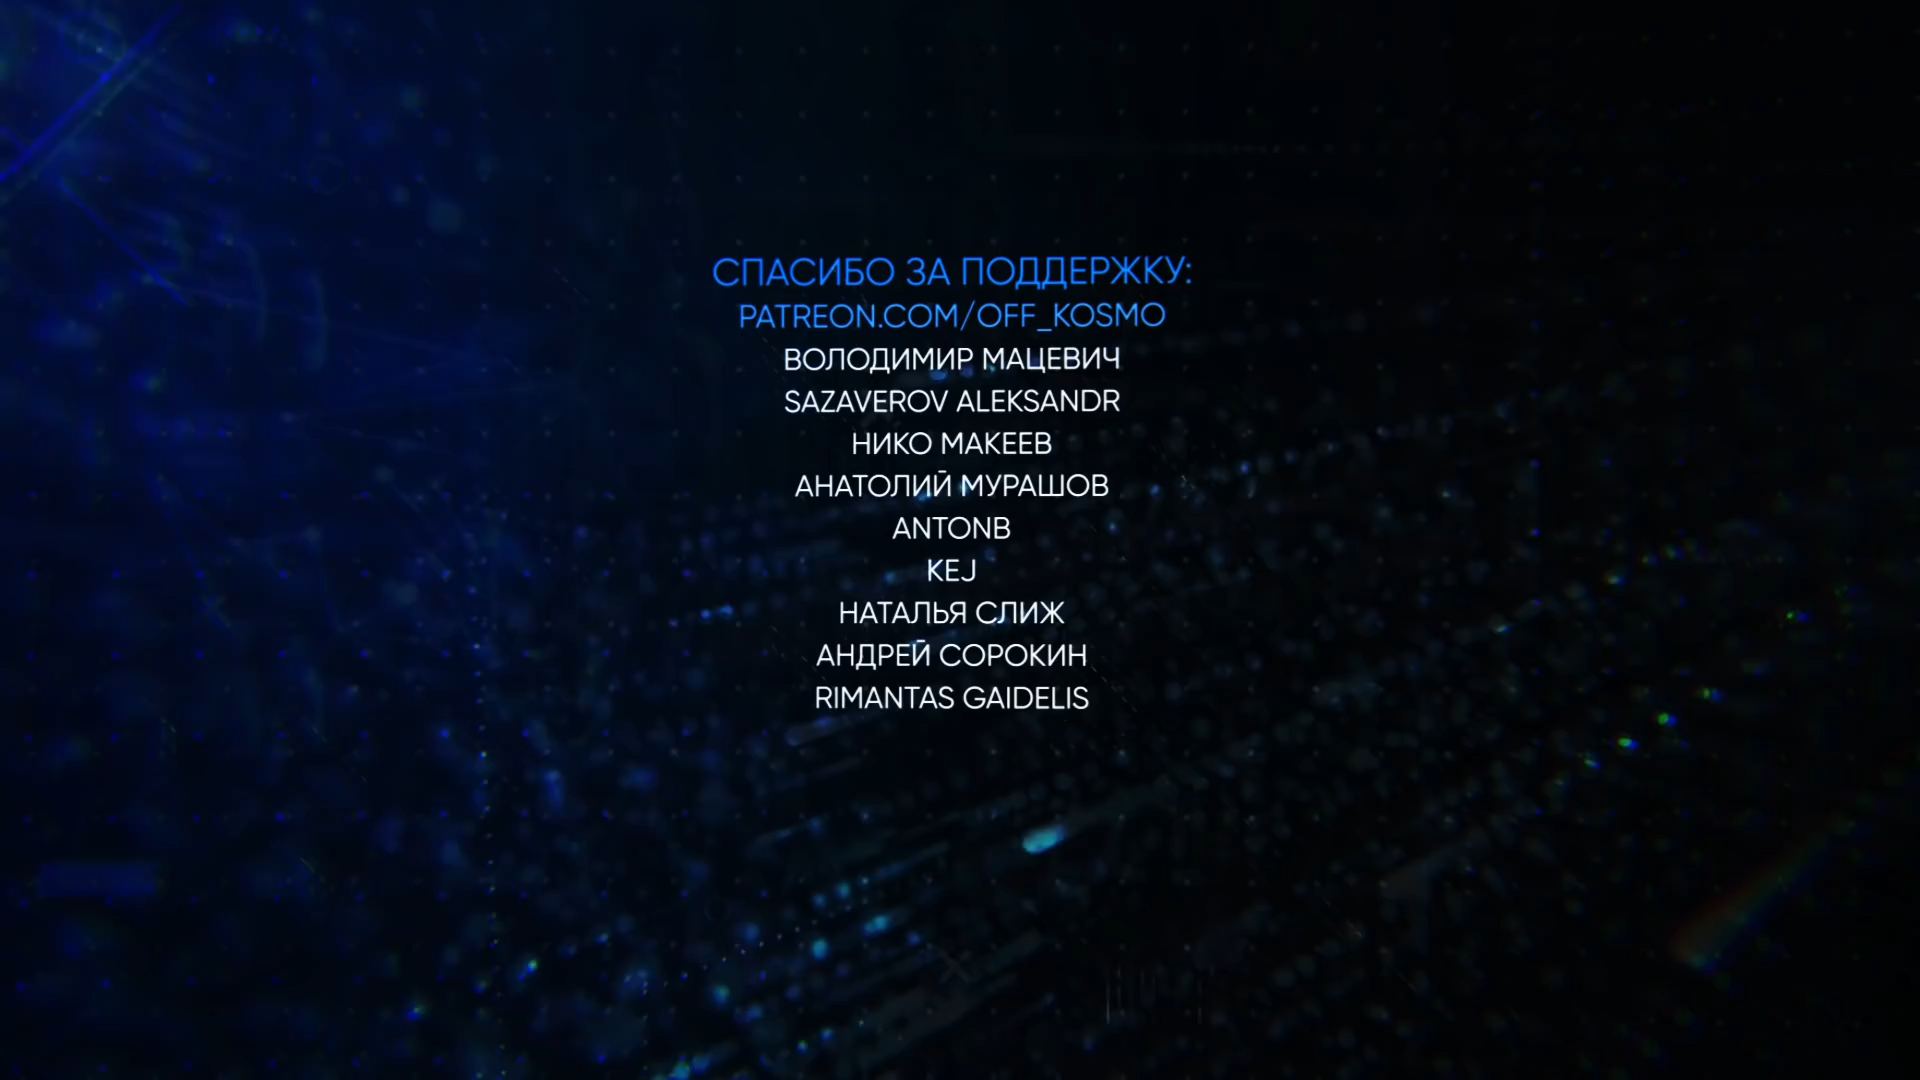 СПАСИБО ЗА ПОДДЕРЖКУ:
PATREON.COM/OFF_KOSMO
ВОЛОДИМИР МАЦЕВИЧ
SAZAVEROV ALEKSANDR
НИКО МАКЕЕВ
АНАТОЛИЙ МУРАШОВ
ANTONB
KEJ
НАТАЛЬЯ СЛИЖ
АНДРЕЙ СОРОКИН
RIMANTAS GAIDELIS